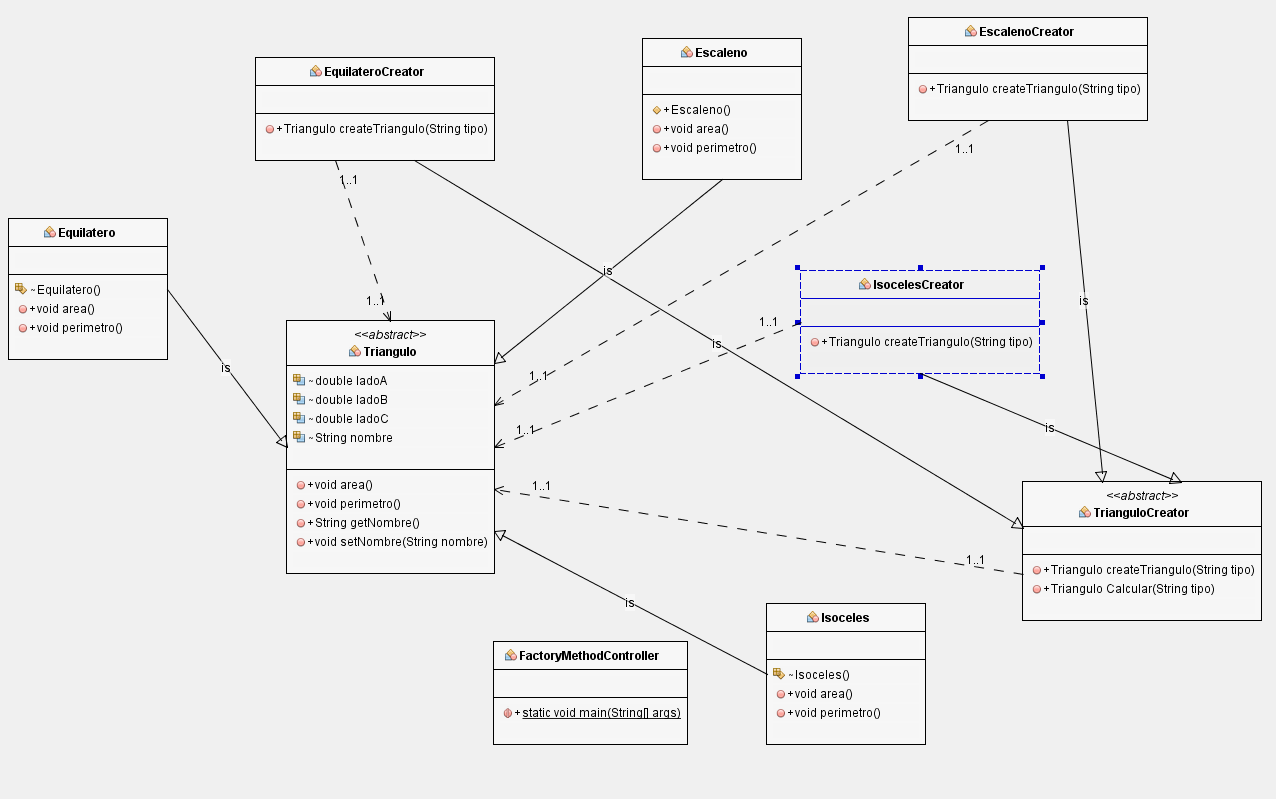 EquilateroCreator
+Triangulo createTriangulo(String tipo)
Escaleno
+Escaleno()
+void area()
+void perimetro()
EscalenoCreator
+Triangulo createTriangulo(String tipo)
Equilatero
~Equilatero()
+void area()
+void perimetro()
<<abstract>>
Triangulo
~double ladoA
~double ladoB
~double ladoC
~String nombre
+void area()
+void perimetro()
+String getNombre()
+void setNombre(String nombre)
IsocelesCreator
+Triangulo createTriangulo(String tipo)
<<abstract>>
TrianguloCreator
+Triangulo createTriangulo(String tipo)
+Triangulo Calcular(String tipo)
FactoryMethodController
+static void main(String[] args)
Isoceles
~Isoceles()
+void area()
+void perimetro()
1..1
1..1
1..1
1..1
1..1
1..1
1..1
1..1
is
is
is
is
is
is